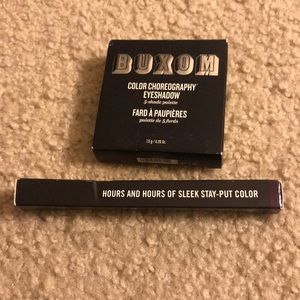 BUXOM
COLOR CHOREOGRAPHY
EYESHADOW
5-shade palette
FARD À PAUPIÈRES
palette de 5 fards
HOURS AND HOURS OF SLEEK STAY-PUT COLOR